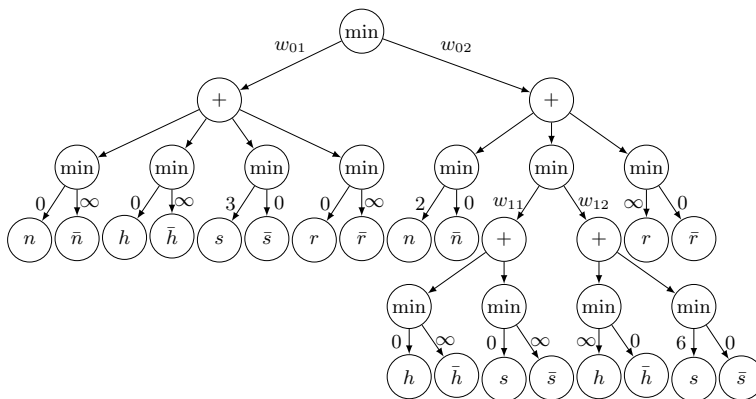 min
w₀₁ w₀₂
+ +
min min min min min min min
0 ∞ 0 ∞ 3 0 0 ∞ 2 0 w₁₁ w₁₂ ∞ 0
n n̄ h h̄ s s̄ r r̄ n n̄ + + r r̄
min min min min
0 ∞ 0 ∞ ∞ 0 6 0
h h̄ s s̄ h h̄ s s̄